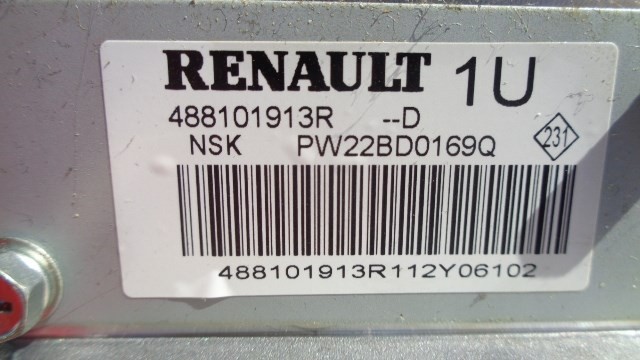 RENAULT 1U
488101913R --D
NSK PW22BD0169Q 231
488101913R112Y06102